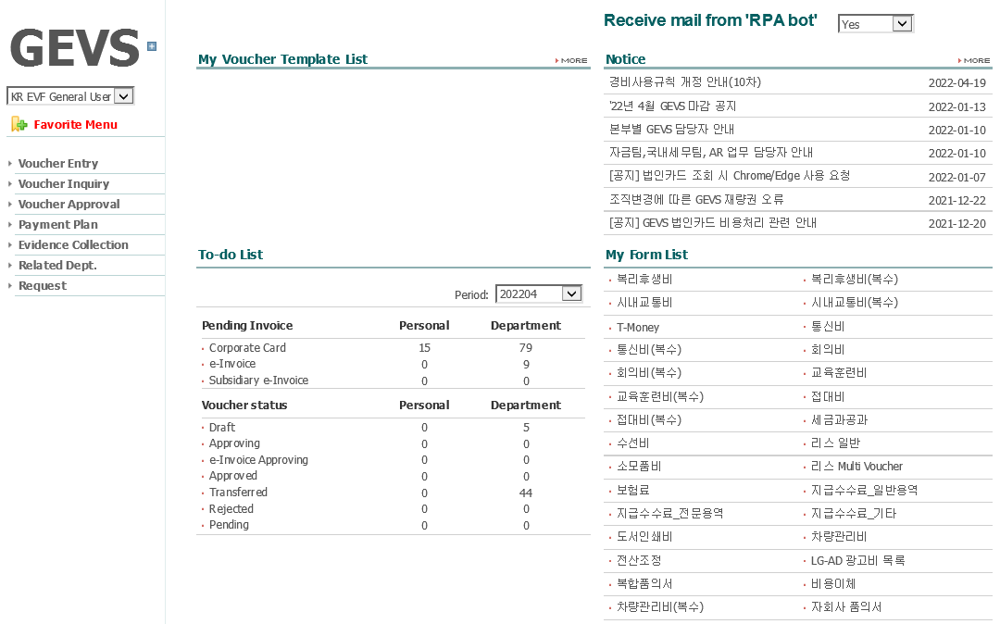 GEVS
KR EVF General User
Favorite Menu
Voucher Entry
Voucher Inquiry
Voucher Approval
Payment Plan
Evidence Collection
Related Dept.
Request
Receive mail from 'RPA bot' Yes
My Voucher Template List MORE
Notice MORE
경비사용규칙 개정 안내(10차) 2022-04-19
'22년 4월 GEVS 마감 공지 2022-01-13
본부별 GEVS 담당자 안내 2022-01-10
자금팀,국내세무팀, AR 업무 담당자 안내 2022-01-10
[공지] 법인카드 조회 시 Chrome/Edge 사용 요청 2022-01-07
조직변경에 따른 GEVS 재량권 오류 2021-12-22
[공지] GEVS 법인카드 비용처리 관련 안내 2021-12-20
To-do List
Period: 202204
Pending Invoice Personal Department
Corporate Card 15 79
e-Invoice 0 9
Subsidiary e-Invoice 0 0
Voucher status Personal Department
Draft 0 5
Approving 0 0
e-Invoice Approving 0 0
Approved 0 0
Transferred 0 44
Rejected 0 0
Pending 0 0
My Form List
복리후생비 복리후생비(복수)
시내교통비 시내교통비(복수)
T-Money 통신비
통신비(복수) 회의비
회의비(복수) 교육훈련비
교육훈련비(복수) 접대비
접대비(복수) 세금과공과
수선비 리스 일반
소모품비 리스 Multi Voucher
보험료 지급수수료_일반용역
지급수수료_전문용역 지급수수료_기타
도서인쇄비 차량관리비
전산조정 LG-AD 광고비 목록
복합품의서 비용이체
차량관리비(복수) 자회사 품의서